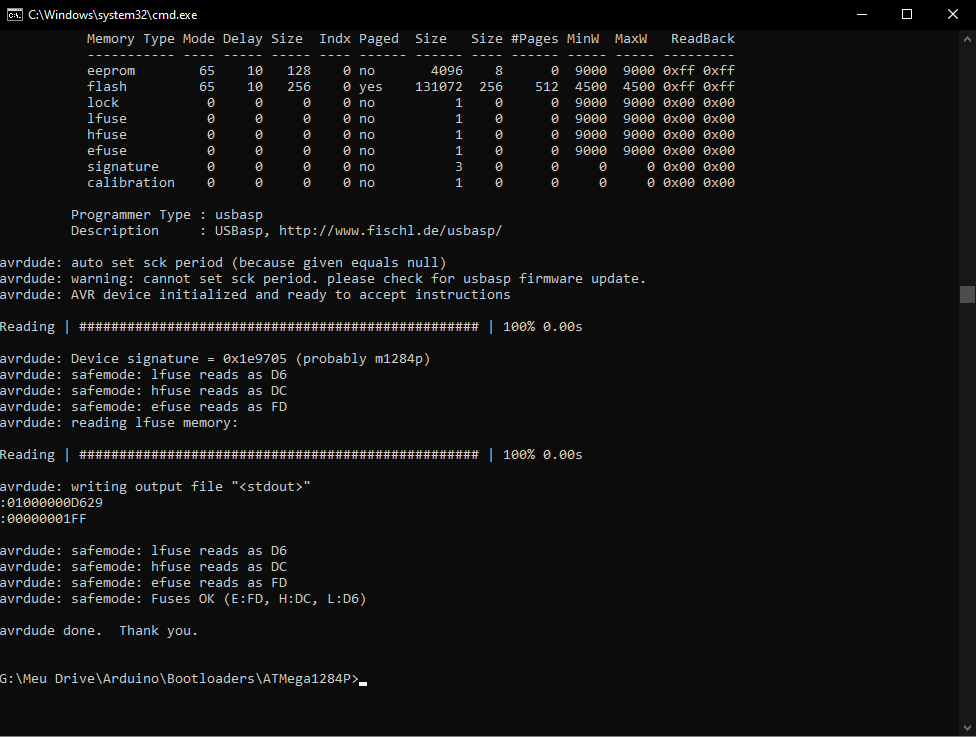 C:\Windows\system32\cmd.exe
Memory Type Mode Delay Size  Indx Paged  Size   Size #Pages MinW  MaxW   ReadBack
----------- ---- ----- ----- ---- ------ ------ ---- ------ ----- ----- ---------
eeprom        65    10   128    0 no       4096    8      0  9000  9000 0xff 0xff
flash         65    10   256    0 yes    131072  256    512  4500  4500 0xff 0xff
lock           0     0     0    0 no          1    0      0  9000  9000 0x00 0x00
lfuse          0     0     0    0 no          1    0      0  9000  9000 0x00 0x00
hfuse          0     0     0    0 no          1    0      0  9000  9000 0x00 0x00
efuse          0     0     0    0 no          1    0      0  9000  9000 0x00 0x00
signature      0     0     0    0 no          3    0      0     0     0 0x00 0x00
calibration    0     0     0    0 no          1    0      0     0     0 0x00 0x00
Programmer Type : usbasp
Description     : USBasp, http://www.fischl.de/usbasp/
avrdude: auto set sck period (because given equals null)
avrdude: warning: cannot set sck period. please check for usbasp firmware update.
avrdude: AVR device initialized and ready to accept instructions
Reading | ################################################## | 100% 0.00s
avrdude: Device signature = 0x1e9705 (probably m1284p)
avrdude: safemode: lfuse reads as D6
avrdude: safemode: hfuse reads as DC
avrdude: safemode: efuse reads as FD
avrdude: reading lfuse memory:
Reading | ################################################## | 100% 0.00s
avrdude: writing output file "<stdout>"
:01000000D629
:00000001FF
avrdude: safemode: lfuse reads as D6
avrdude: safemode: hfuse reads as DC
avrdude: safemode: efuse reads as FD
avrdude: safemode: Fuses OK (E:FD, H:DC, L:D6)
avrdude done.  Thank you.
G:\Meu Drive\Arduino\Bootloaders\ATMega1284P>